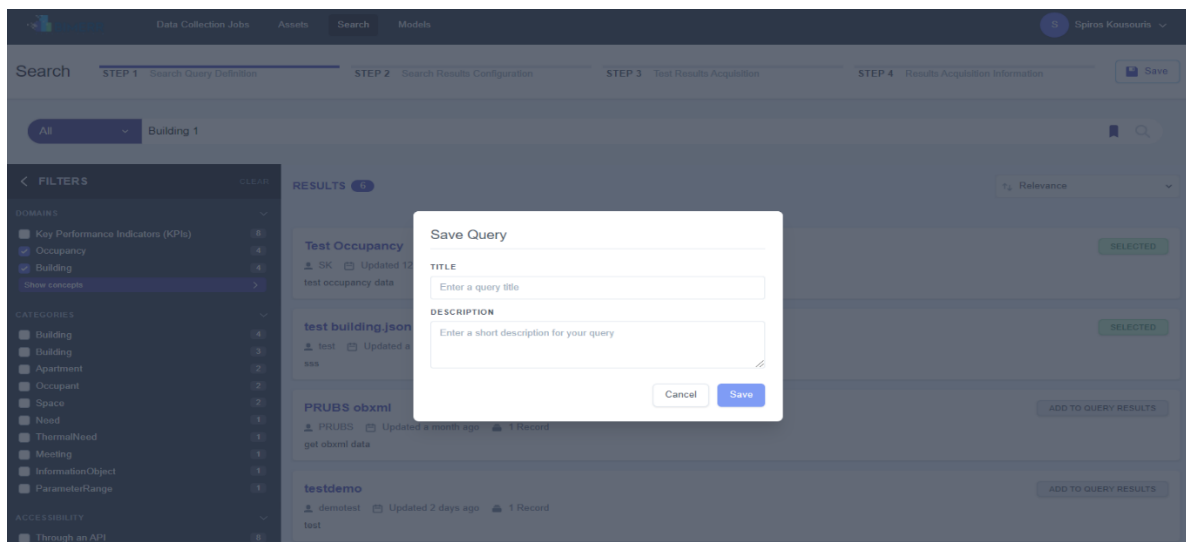 Data Collection Jobs Assets Search Models S Spiros Kousouris
Search STEP 1 Search Query Definition STEP 2 Search Results Configuration STEP 3 Test Results Acquisition STEP 4 Results Acquisition Information Save
All Building 1
FILTERS CLEAR
RESULTS 6 Relevance
DOMAINS
Key Performance Indicators (KPIs) 8
Occupancy 4
Building 4
Show concepts
CATEGORIES
Building 4
Building 3
Apartment 2
Occupant 2
Space 2
Need 1
ThermalNeed 1
Meeting 1
InformationObject 1
ParameterRange 1
ACCESSIBILITY
Through an API 8
Test Occupancy SELECTED
SK Updated 12
test occupancy data
test building.json SELECTED
test Updated a
sss
PRUBS obxml ADD TO QUERY RESULTS
PRUBS Updated a month ago 1 Record
get obxml data
testdemo ADD TO QUERY RESULTS
demotest Updated 2 days ago 1 Record
test
Save Query
TITLE
Enter a query title
DESCRIPTION
Enter a short description for your query
Cancel Save